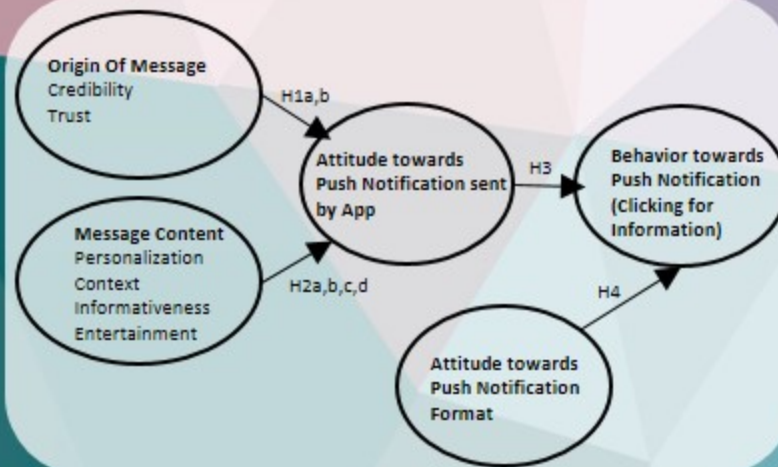 Origin Of Message
Credibility
Trust
H1a,b
Attitude towards
Push Notification sent
by App
H3
Behavior towards
Push Notification
(Clicking for
Information)
Message Content
Personalization
Context
Informativeness
Entertainment
H2a,b,c,d
H4
Attitude towards
Push Notification
Format